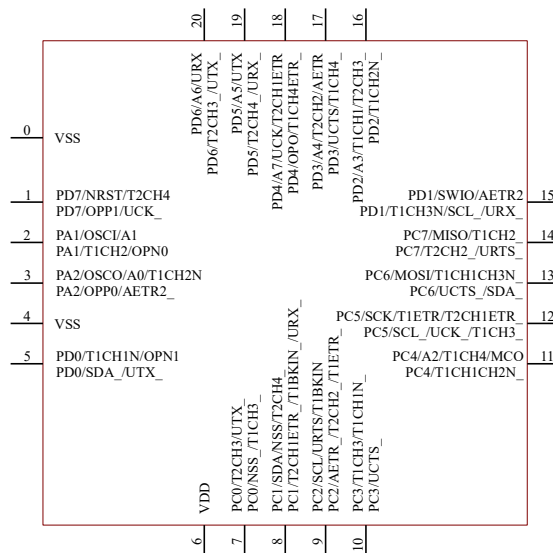 20
19
18
17
16
PD6/A6/URX
PD6/T2CH3_/UTX_
PD5/A5/UTX
PD5/T2CH4_/URX_
PD4/A7/UCK/T2CH1ETR
PD4/OPO/T1CH4ETR_
PD3/A4/T2CH2/AETR
PD3/UCTS/T1CH4_
PD2/A3/T1CH1/T2CH3_
PD2/T1CH2N_
0
VSS
1
PD7/NRST/T2CH4
PD7/OPP1/UCK_
2
PA1/OSCI/A1
PA1/T1CH2/OPN0
3
PA2/OSCO/A0/T1CH2N
PA2/OPP0/AETR2_
4
VSS
5
PD0/T1CH1N/OPN1
PD0/SDA_/UTX_
PD1/SWIO/AETR2
PD1/T1CH3N/SCL_/URX_
15
PC7/MISO/T1CH2_
PC7/T2CH2_/URTS_
14
PC6/MOSI/T1CH1CH3N_
PC6/UCTS_/SDA_
13
PC5/SCK/T1ETR/T2CH1ETR_
PC5/SCL_/UCK_/T1CH3_
12
PC4/A2/T1CH4/MCO
PC4/T1CH1CH2N_
11
VDD
PC0/T2CH3/UTX_
PC0/NSS_/T1CH3_
PC1/SDA/NSS/T2CH4_
PC1/T2CH1ETR_/T1BKIN_/URX_
PC2/SCL/URTS/T1BKIN
PC2/AETR_/T2CH2_/T1ETR_
PC3/T1CH3/T1CH1N_
PC3/UCTS_
6
7
8
9
10